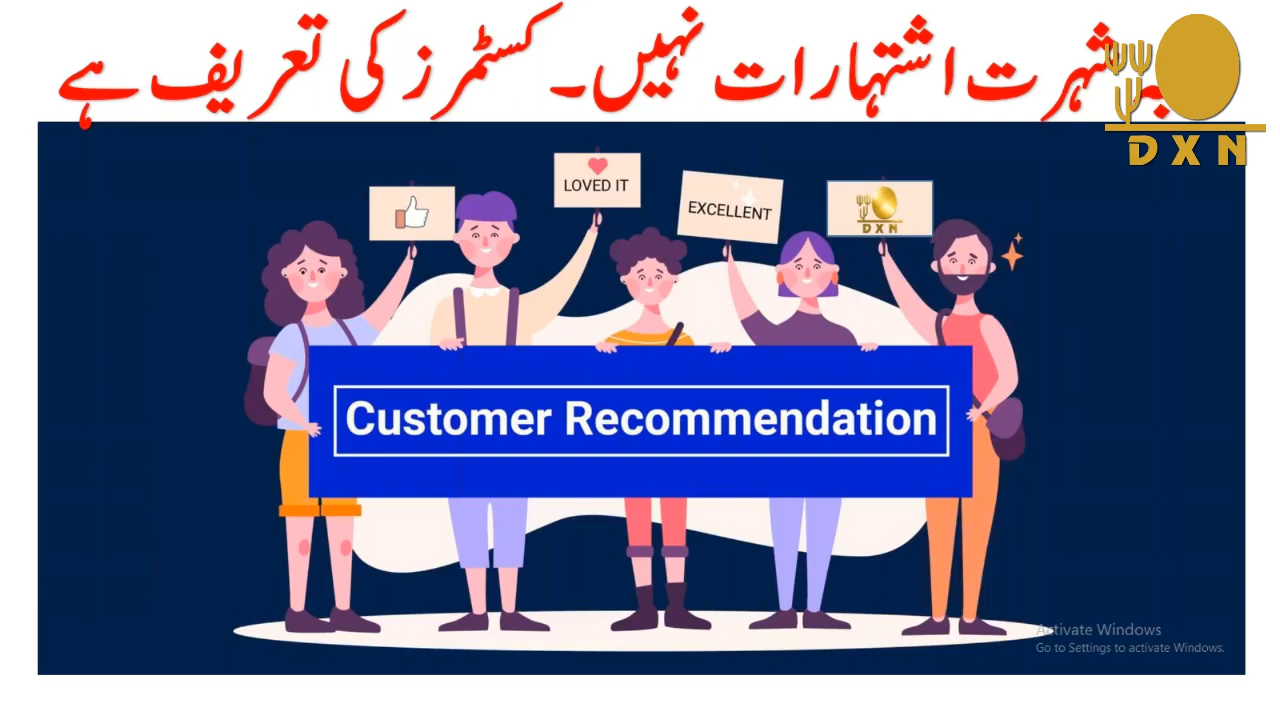 شہرت اشتہارات نہیں۔ کسٹمرز کی تعریف ہے
DXN
LOVED IT
EXCELLENT
DXN
Customer Recommendation
Activate Windows
Go to Settings to activate Windows.